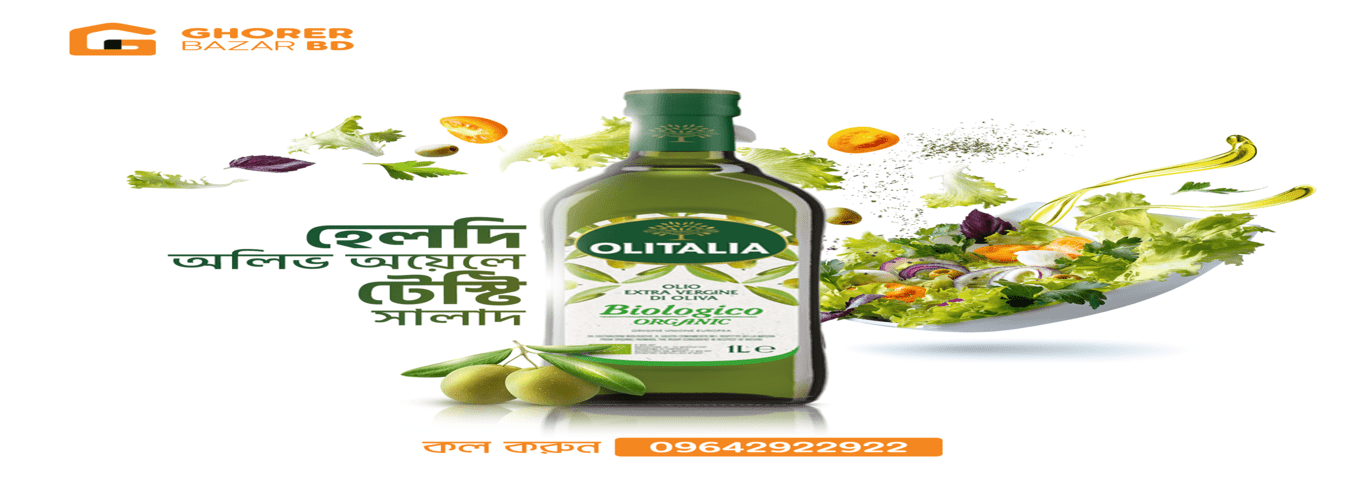 GHORER
BAZAR BD
হেলদি
অলিভ অয়েলে
টেস্টি
সালাদ
OLITALIA
OLIO
EXTRA VERGINE
DI OLIVA
Biologico
ORGANIC
1L e
কল করুন 09642922922